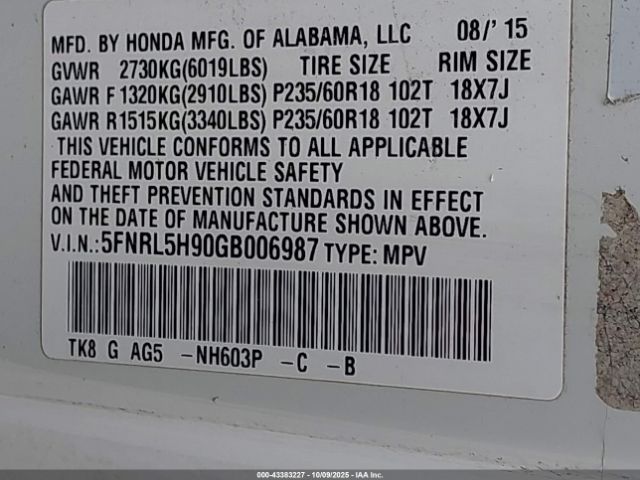 MFD. BY HONDA MFG. OF ALABAMA, LLC 08/'15
GVWR 2730KG(6019LBS) TIRE SIZE RIM SIZE
GAWR F1320KG(2910LBS) P235/60R18 102T 18X7J
GAWR R1515KG(3340LBS) P235/60R18 102T 18X7J
THIS VEHICLE CONFORMS TO ALL APPLICABLE
FEDERAL MOTOR VEHICLE SAFETY
AND THEFT PREVENTION STANDARDS IN EFFECT
ON THE DATE OF MANUFACTURE SHOWN ABOVE.
V.I.N.:5FNRL5H90GB006987 TYPE: MPV
TK8 G AG5 -NH603P -C -B
000-43383227 - 10/09/2025 - IAA Inc.